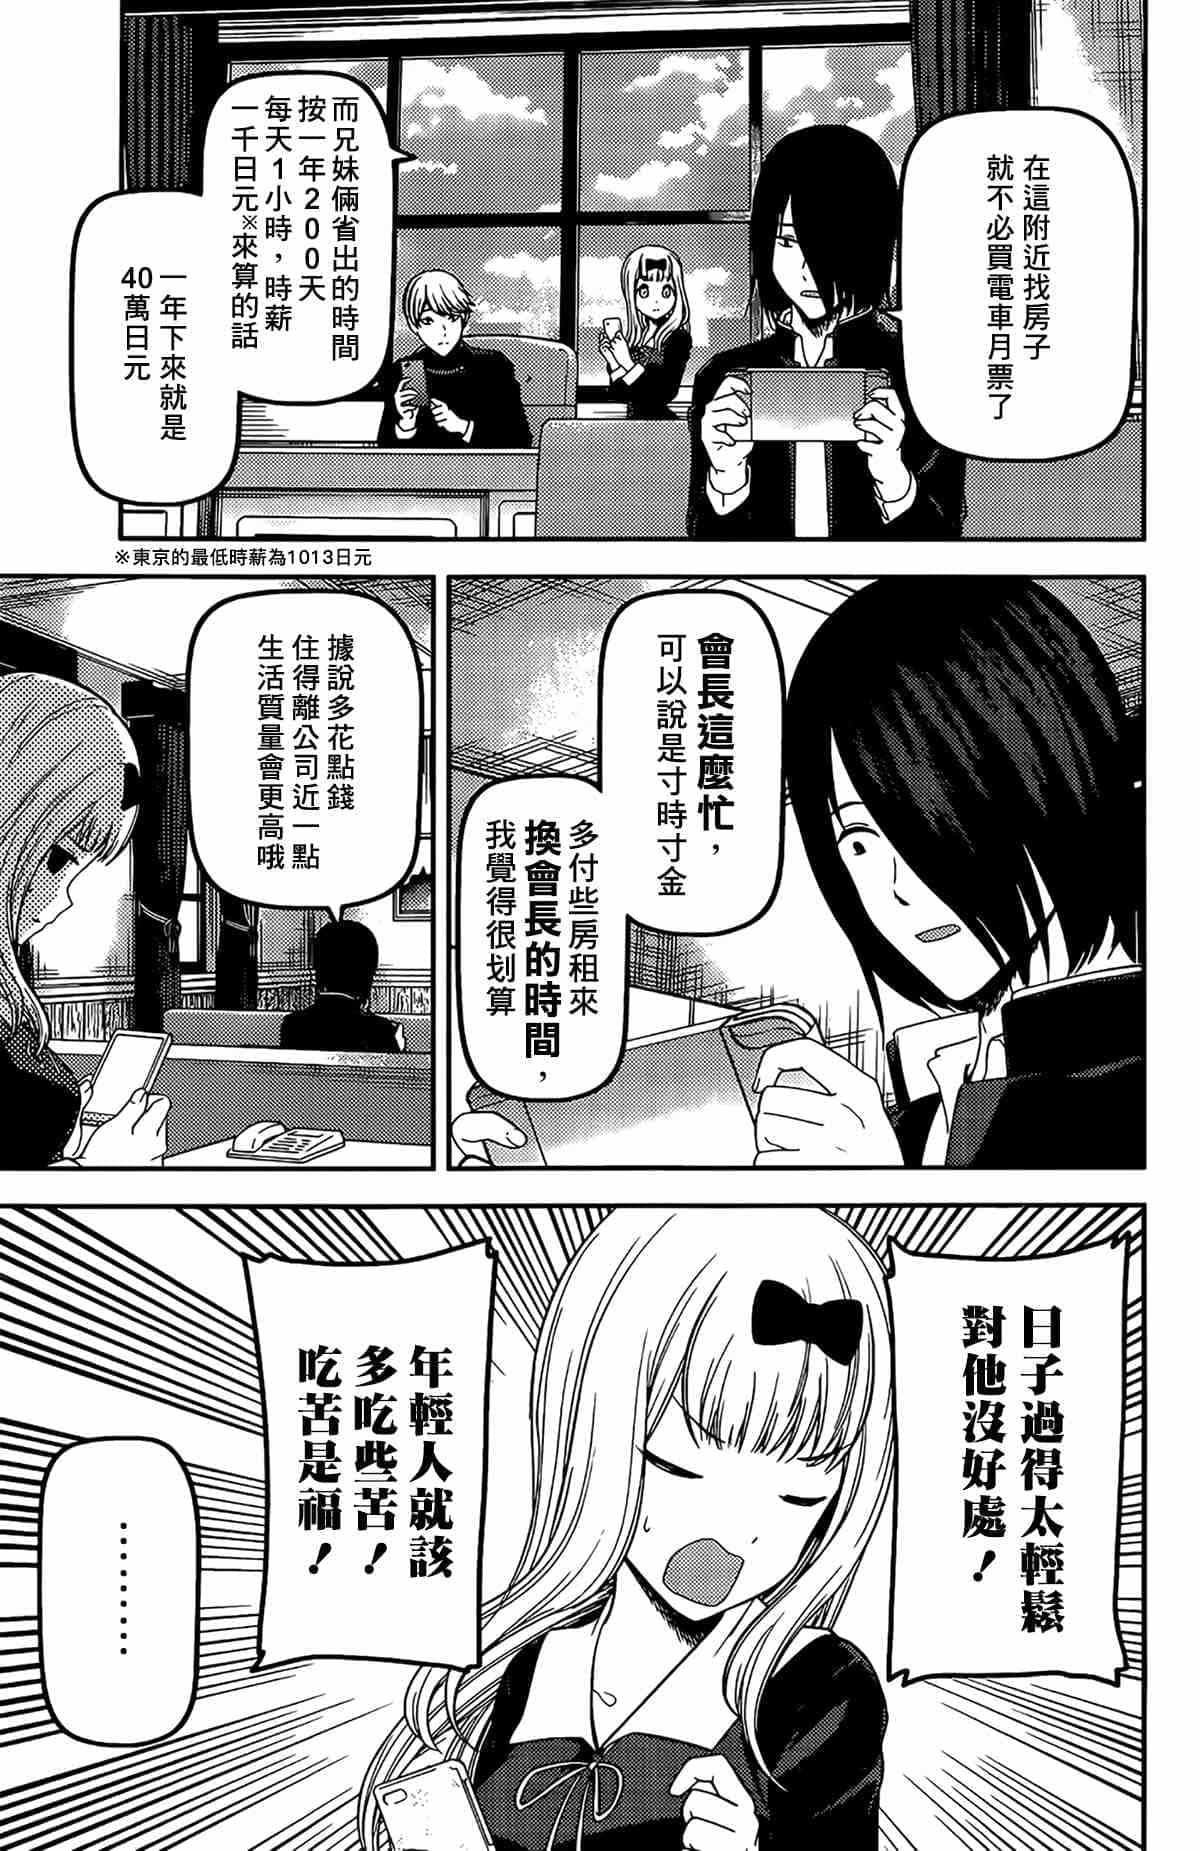 在這附近找房子
就不必買電車月票了
而兄妹倆省出的時間
按一年200天
每天1小時，時薪
一千日元※來算的話
一年下來就是
40萬日元
※東京的最低時薪為1013日元
會長這麼忙，
可以說是寸時寸金
多付些房租來
換會長的時間，
我覺得很划算
據說多花點錢
住得離公司近一點
生活質量會更高哦
日子過得太輕鬆
對他沒好處！
年輕人就該
多吃些苦！
吃苦是福！
………